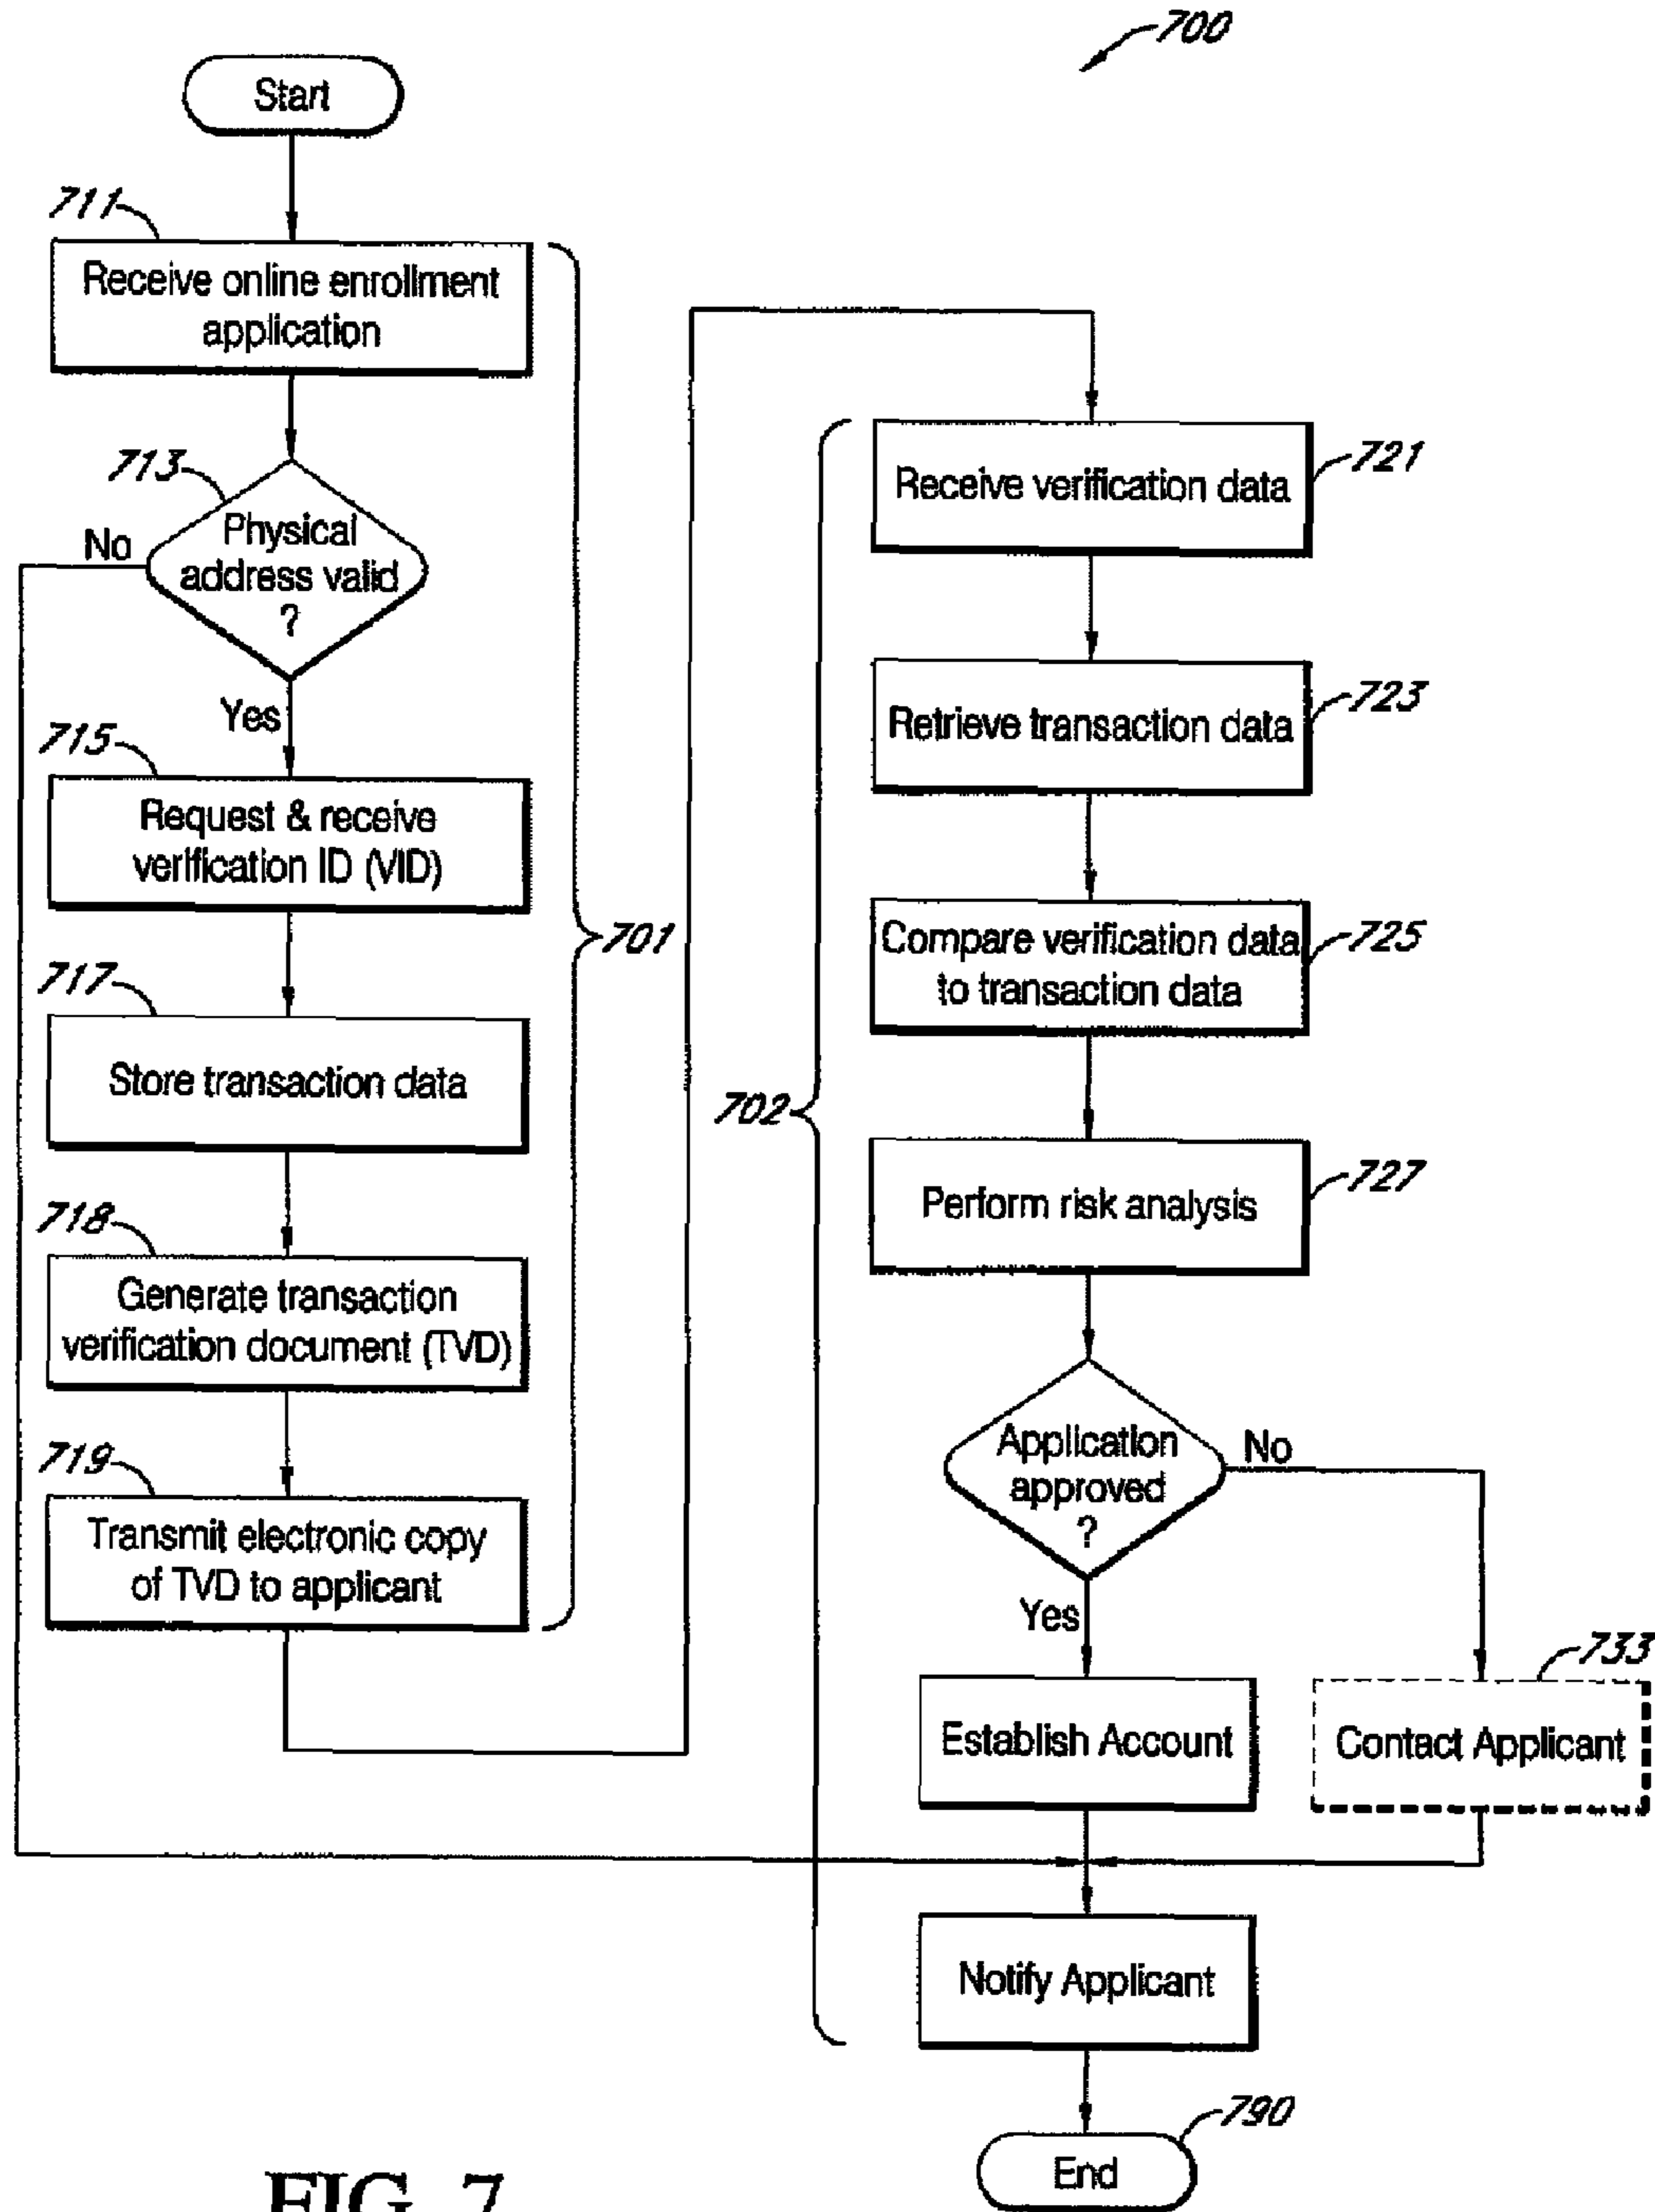 700
Start
711
Receive online enrollment
application
713
No
Physical
address valid
?
Yes
715
Request & receive
verification ID (VID)
701
717
Store transaction data
718
Generate transaction
verification document (TVD)
719
Transmit electronic copy
of TVD to applicant
721
Receive verification data
723
Retrieve transaction data
725
Compare verification data
to transaction data
702
727
Perform risk analysis
Application
approved
?
No
Yes
733
Establish Account
Contact Applicant
Notify Applicant
790
End
FIG. 7